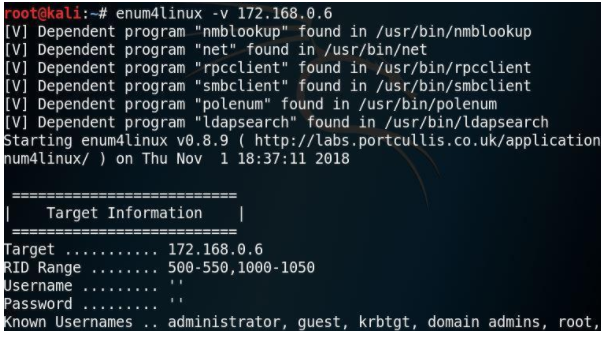 root@kali:~# enum4linux -v 172.168.0.6
[V] Dependent program "nmblookup" found in /usr/bin/nmblookup
[V] Dependent program "net" found in /usr/bin/net
[V] Dependent program "rpcclient" found in /usr/bin/rpcclient
[V] Dependent program "smbclient" found in /usr/bin/smbclient
[V] Dependent program "polenum" found in /usr/bin/polenum
[V] Dependent program "ldapsearch" found in /usr/bin/ldapsearch
Starting enum4linux v0.8.9 ( http://labs.portcullis.co.uk/application
num4linux/ ) on Thu Nov  1 18:37:11 2018
==========================
|    Target Information    |
==========================
Target ........... 172.168.0.6
RID Range ........ 500-550,1000-1050
Username ......... ''
Password ......... ''
Known Usernames .. administrator, guest, krbtgt, domain admins, root,